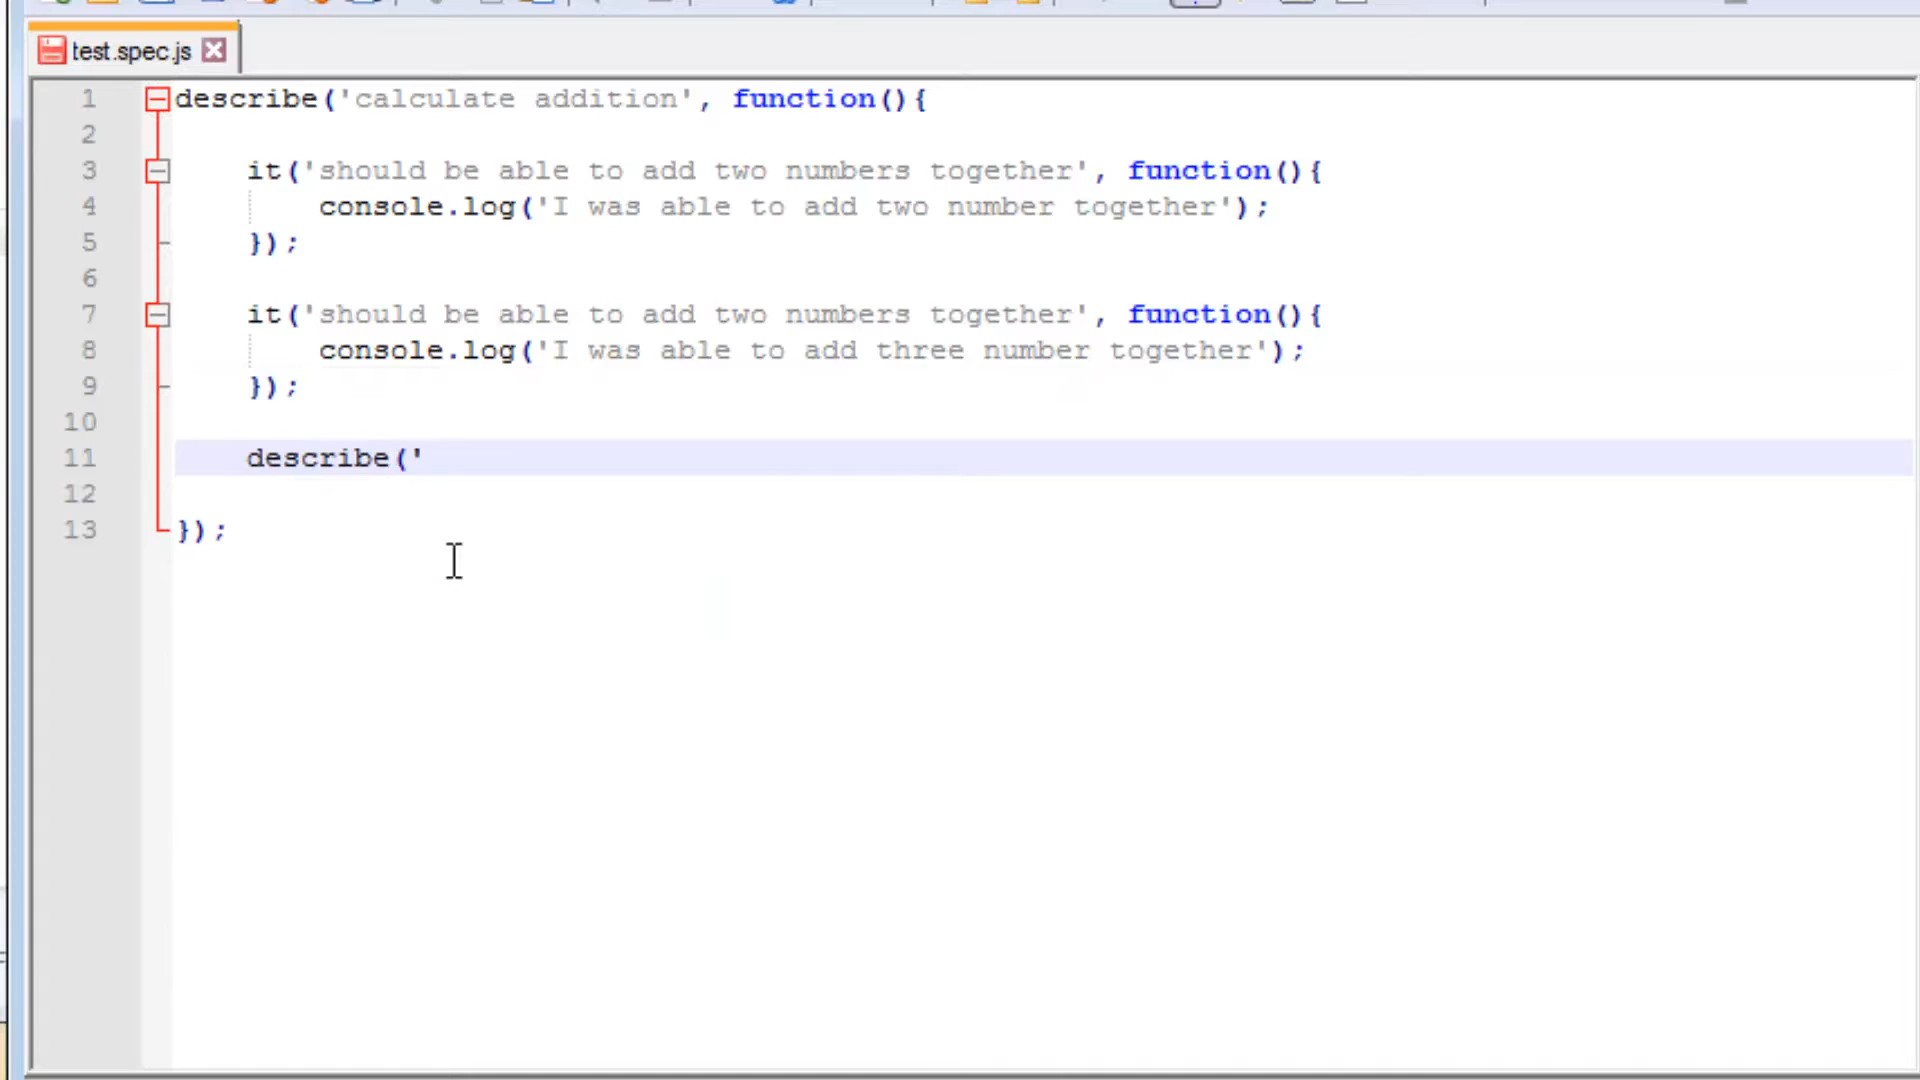 test.spec.js
1 describe('calculate addition', function(){
2
3 it('should be able to add two numbers together', function(){
4 console.log('I was able to add two number together');
5 });
6
7 it('should be able to add two numbers together', function(){
8 console.log('I was able to add three number together');
9 });
10
11 describe('
12
13 });